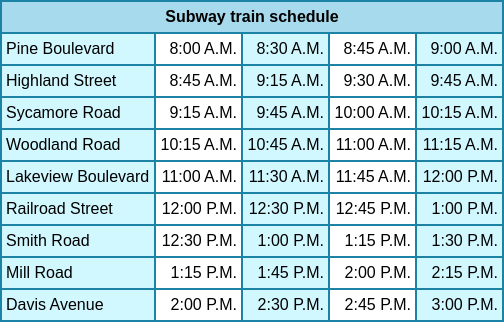 Subway train schedule
Pine Boulevard 8:00 A.M. 8:30 A.M. 8:45 A.M. 9:00 A.M.
Highland Street 8:45 A.M. 9:15 A.M. 9:30 A.M. 9:45 A.M.
Sycamore Road 9:15 A.M. 9:45 A.M. 10:00 A.M. 10:15 A.M.
Woodland Road 10:15 A.M. 10:45 A.M. 11:00 A.M. 11:15 A.M.
Lakeview Boulevard 11:00 A.M. 11:30 A.M. 11:45 A.M. 12:00 P.M.
Railroad Street 12:00 P.M. 12:30 P.M. 12:45 P.M. 1:00 P.M.
Smith Road 12:30 P.M. 1:00 P.M. 1:15 P.M. 1:30 P.M.
Mill Road 1:15 P.M. 1:45 P.M. 2:00 P.M. 2:15 P.M.
Davis Avenue 2:00 P.M. 2:30 P.M. 2:45 P.M. 3:00 P.M.